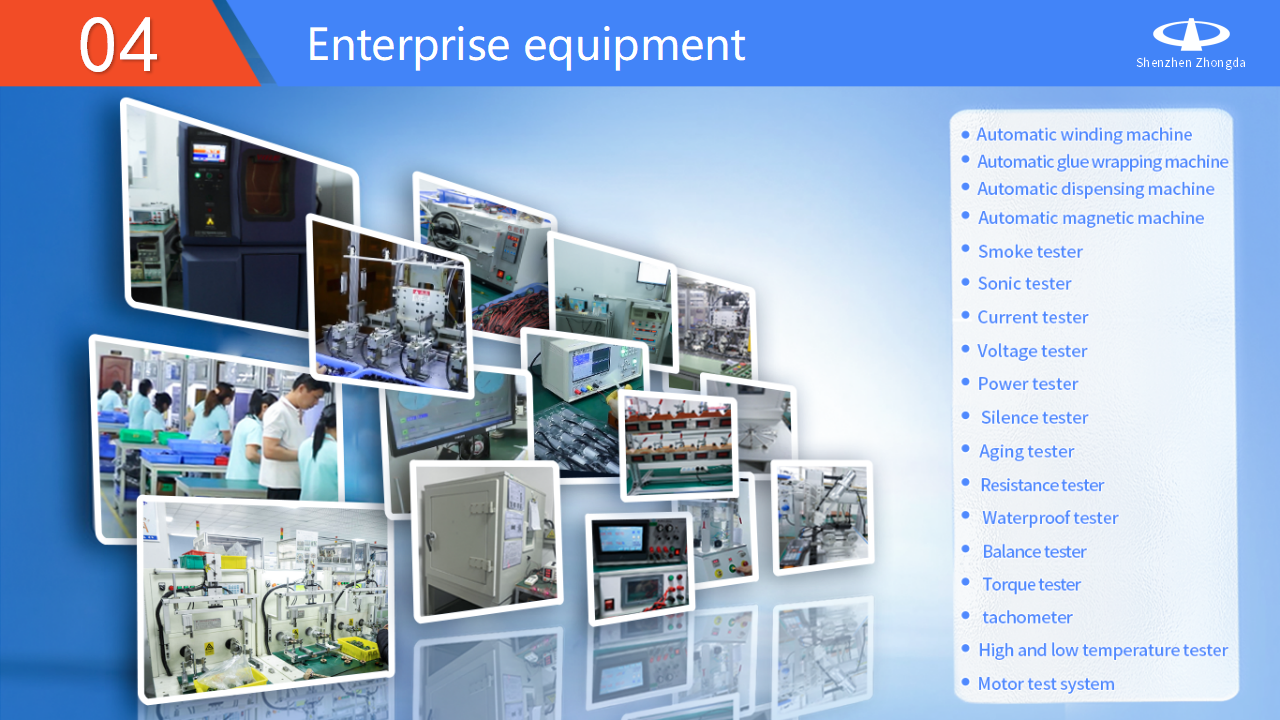 04
Enterprise equipment
Shenzhen Zhongda
Automatic winding machine
Automatic glue wrapping machine
Automatic dispensing machine
Automatic magnetic machine
Smoke tester
Sonic tester
Current tester
Voltage tester
Power tester
Silence tester
Aging tester
Resistance tester
Waterproof tester
Balance tester
Torque tester
tachometer
High and low temperature tester
Motor test system